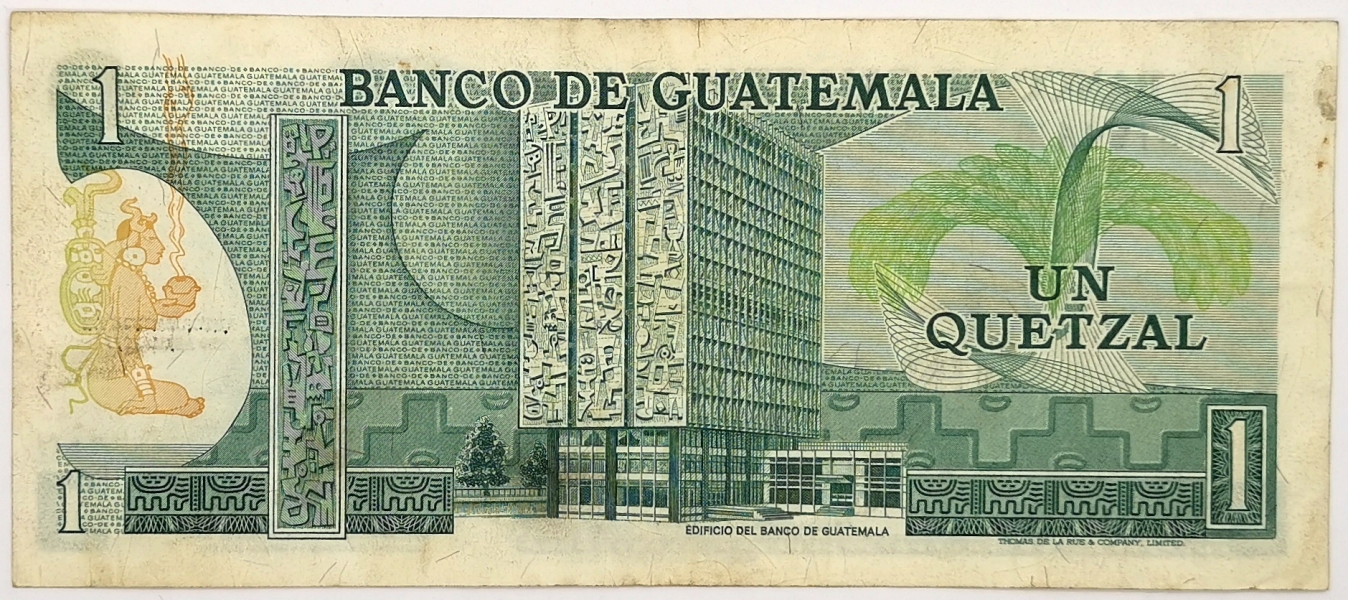 1
BANCO DE GUATEMALA
1
UN
QUETZAL
1
1
EDIFICIO DEL BANCO DE GUATEMALA
THOMAS DE LA RUE & COMPANY, LIMITED.